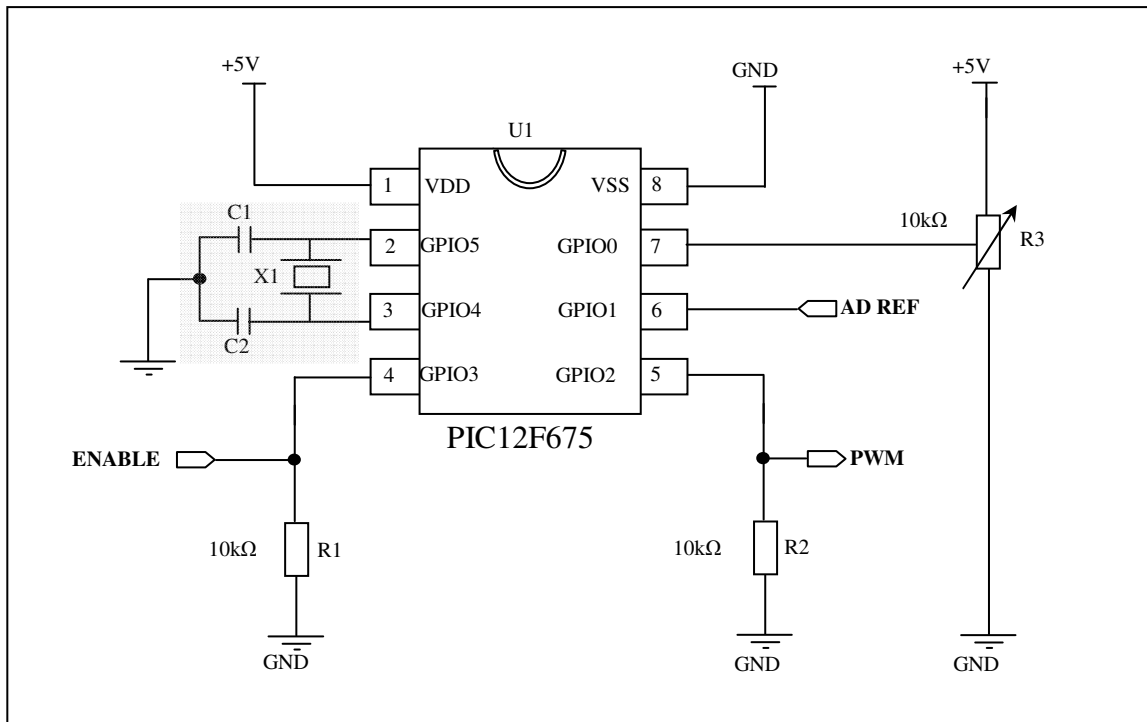 +5V
GND
+5V
U1
1
VDD
VSS
8
C1
2
GPIO5
GPIO0
7
10kΩ
R3
X1
3
GPIO4
GPIO1
6
AD REF
C2
4
GPIO3
GPIO2
5
PIC12F675
ENABLE
PWM
10kΩ
R1
10kΩ
R2
GND
GND
GND